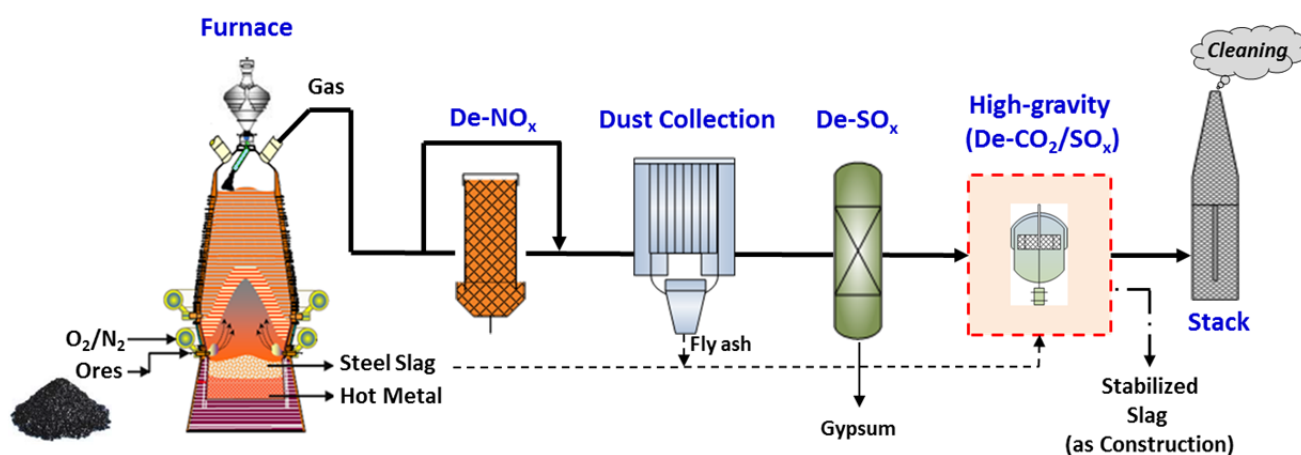 Furnace
Gas
De-NOₓ
Dust Collection
De-SOₓ
High-gravity
(De-CO₂/SOₓ)
Cleaning
O₂/N₂
Ores
Steel Slag
Hot Metal
Fly ash
Gypsum
Stack
Stabilized
Slag
(as Construction)